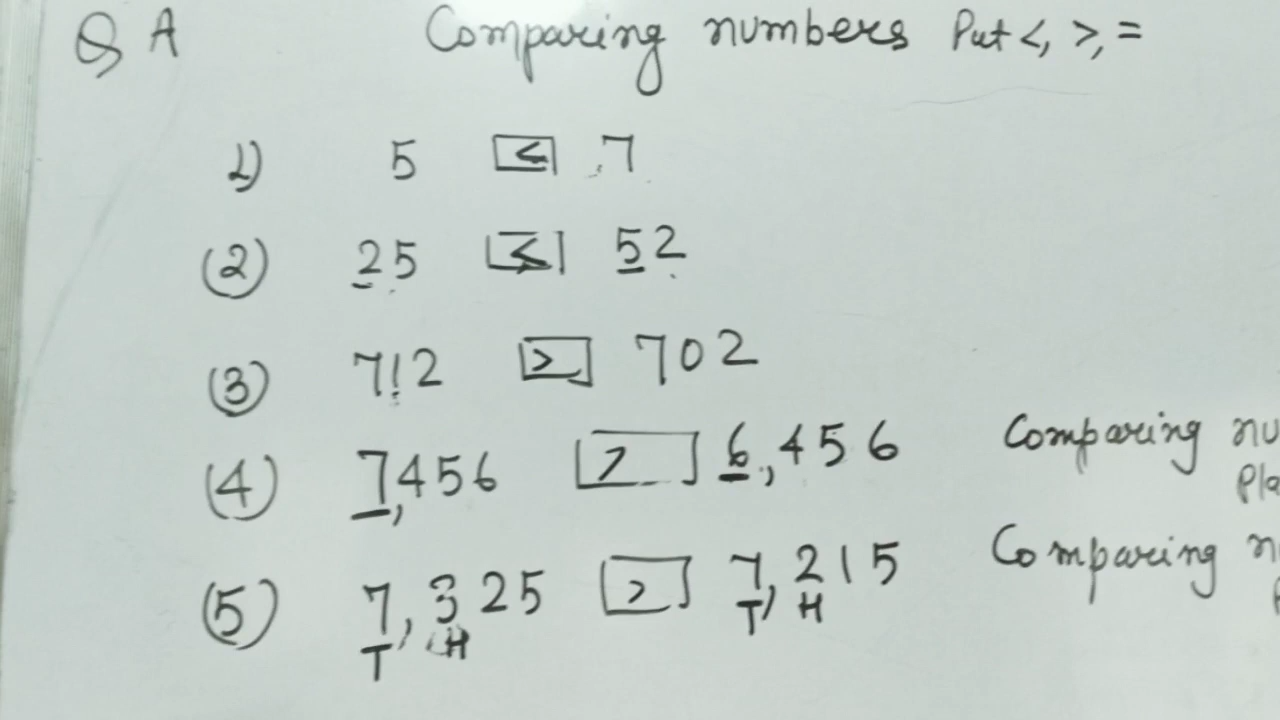 Q A Comparing numbers Put <, >, =
1) 5 < 7
(2) 25 < 52
(3) 712 > 702
(4) 7,456 > 6,456 Comparing
(5) 7,325 > 7,215 Comparing
T H T H